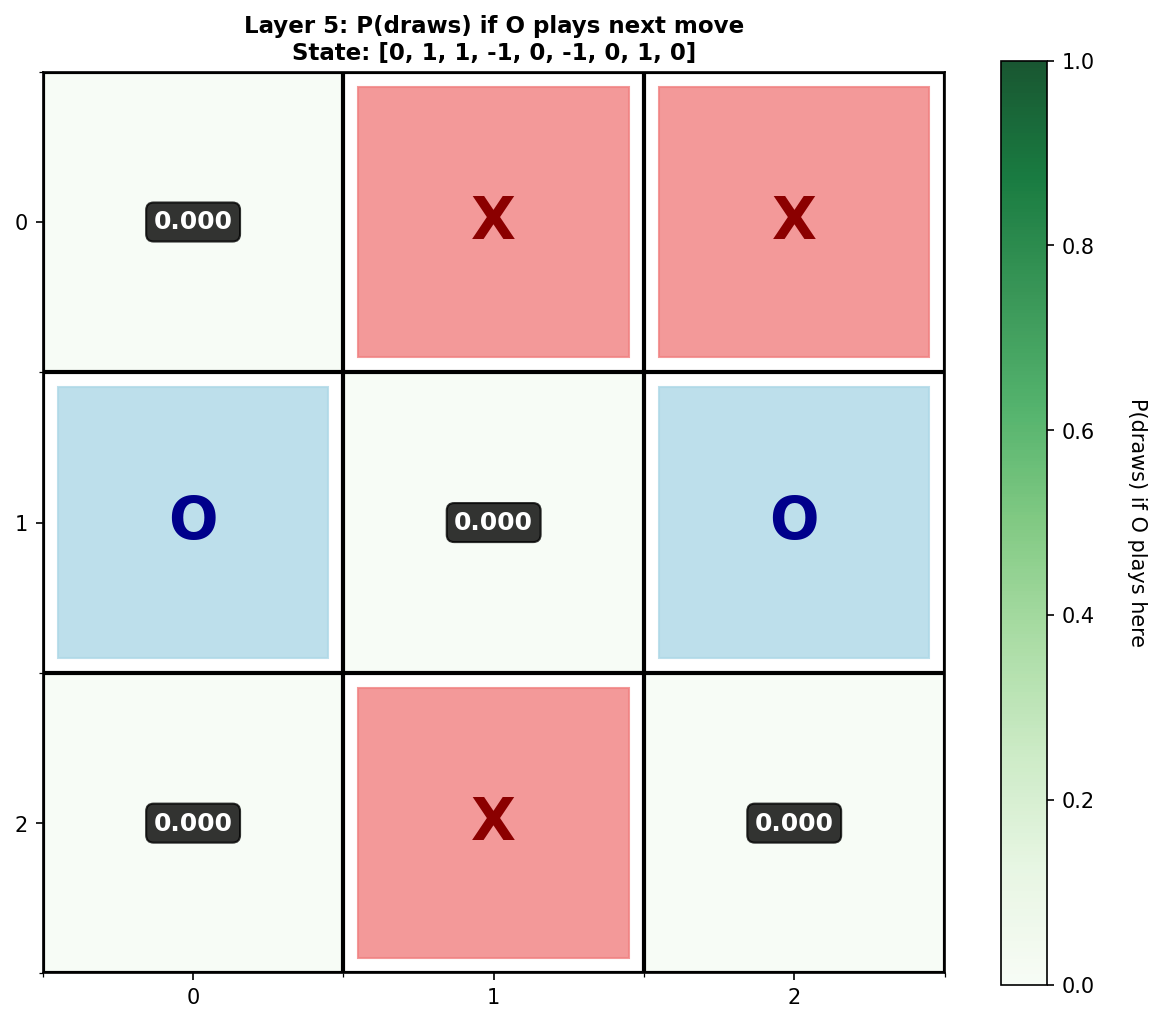 Layer 5: P(draws) if O plays next move
State: [0, 1, 1, -1, 0, -1, 0, 1, 0]
0
0.000
X
X
1
O
0.000
O
2
0.000
X
0.000
0
1
2
1.0
0.8
0.6
0.4
0.2
0.0
P(draws) if O plays here